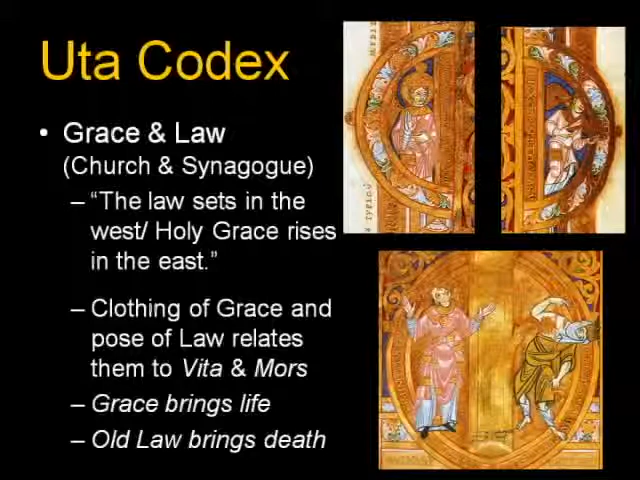 Uta Codex
• Grace & Law
(Church & Synagogue)
– “The law sets in the
west/ Holy Grace rises
in the east.”
– Clothing of Grace and
pose of Law relates
them to Vita & Mors
– Grace brings life
– Old Law brings death